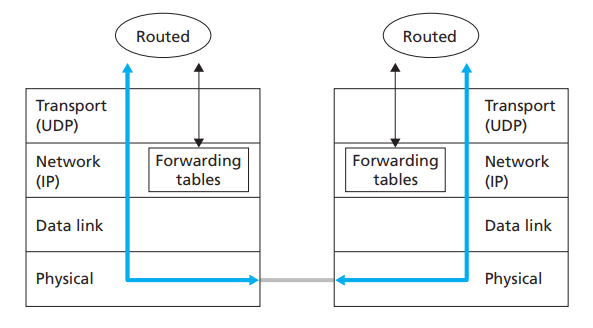 Routed
Routed
Transport
(UDP)
Transport
(UDP)
Network
(IP)
Forwarding
tables
Forwarding
tables
Network
(IP)
Data link
Data link
Physical
Physical